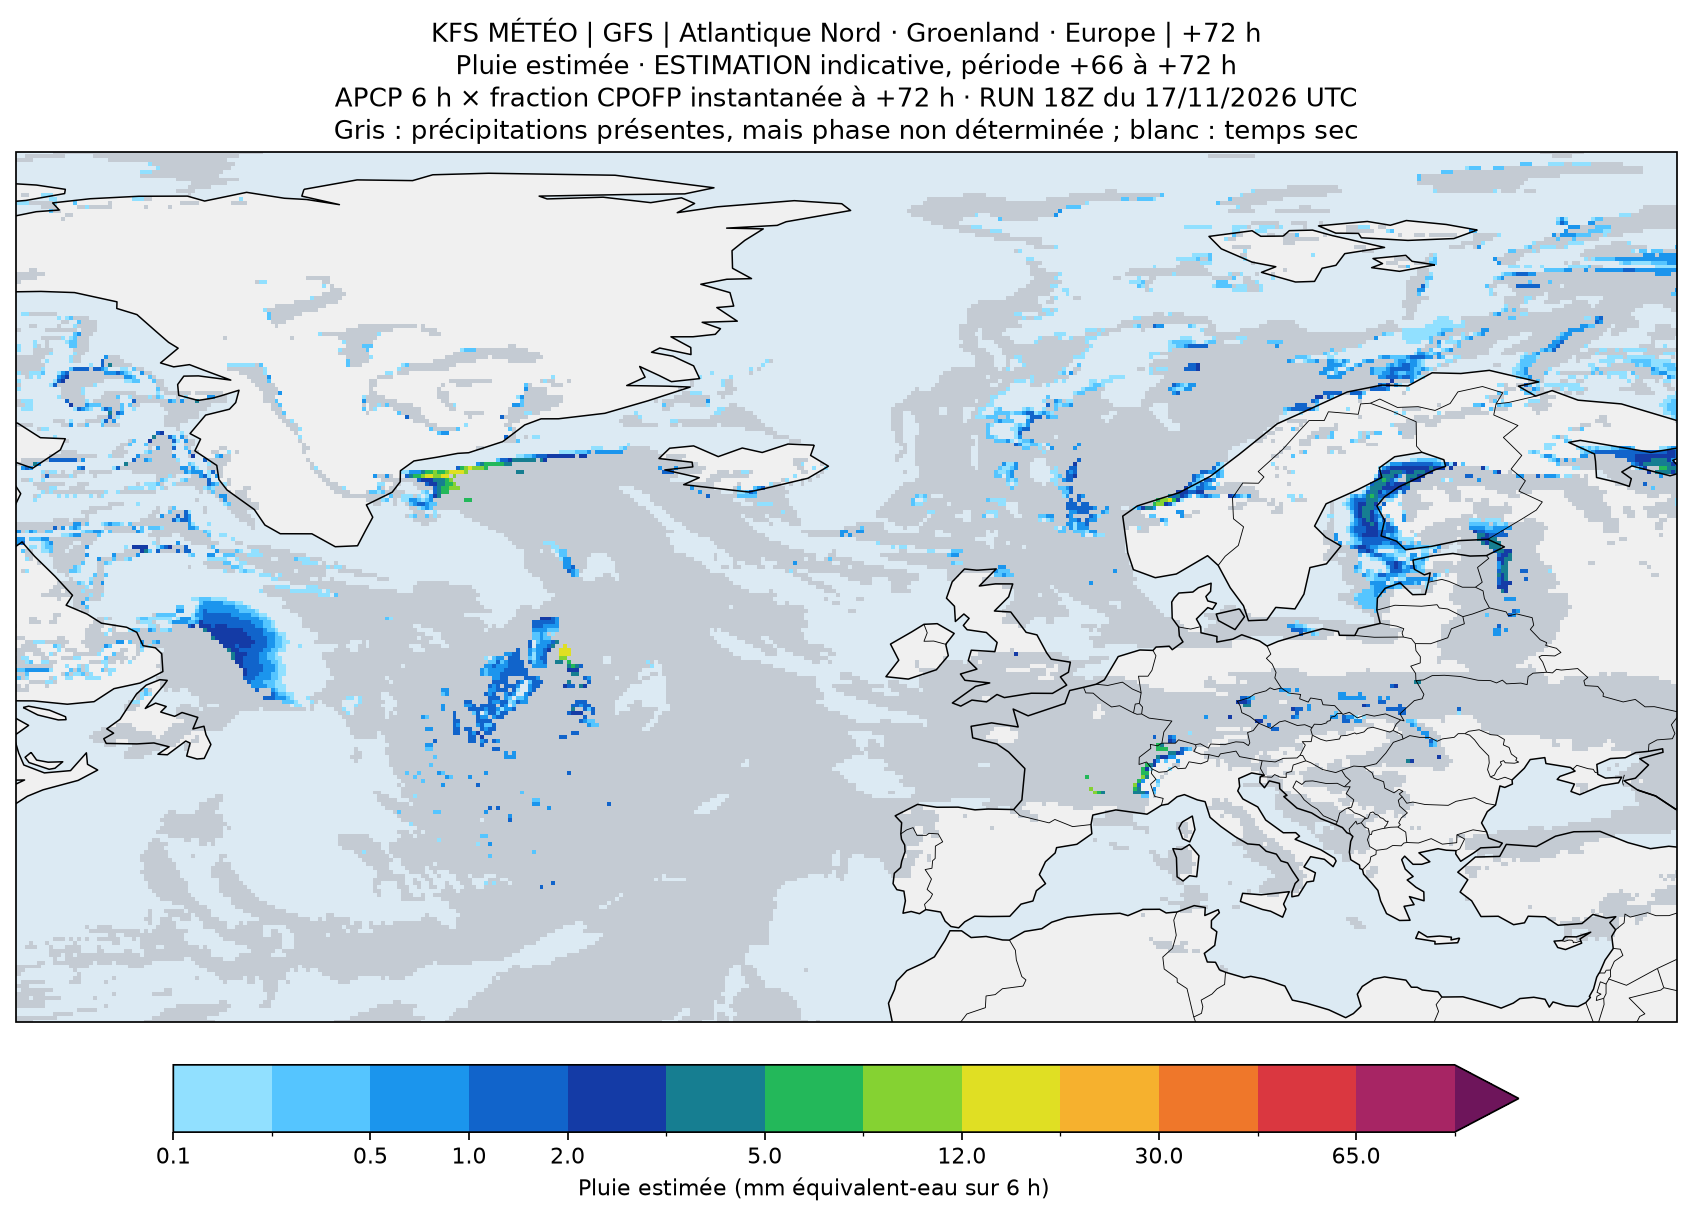 KFS MÉTÉO | GFS | Atlantique Nord · Groenland · Europe | +72 h
Pluie estimée · ESTIMATION indicative, période +66 à +72 h
APCP 6 h × fraction CPOFP instantanée à +72 h · RUN 18Z du 17/11/2026 UTC
Gris : précipitations présentes, mais phase non déterminée ; blanc : temps sec
0.1 0.5 1.0 2.0 5.0 12.0 30.0 65.0
Pluie estimée (mm équivalent-eau sur 6 h)